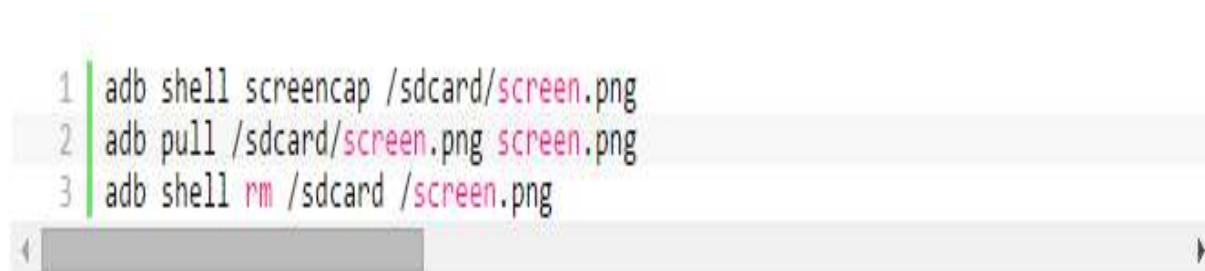 1 adb shell screencap /sdcard/screen.png
2 adb pull /sdcard/screen.png screen.png
3 adb shell rm /sdcard /screen.png